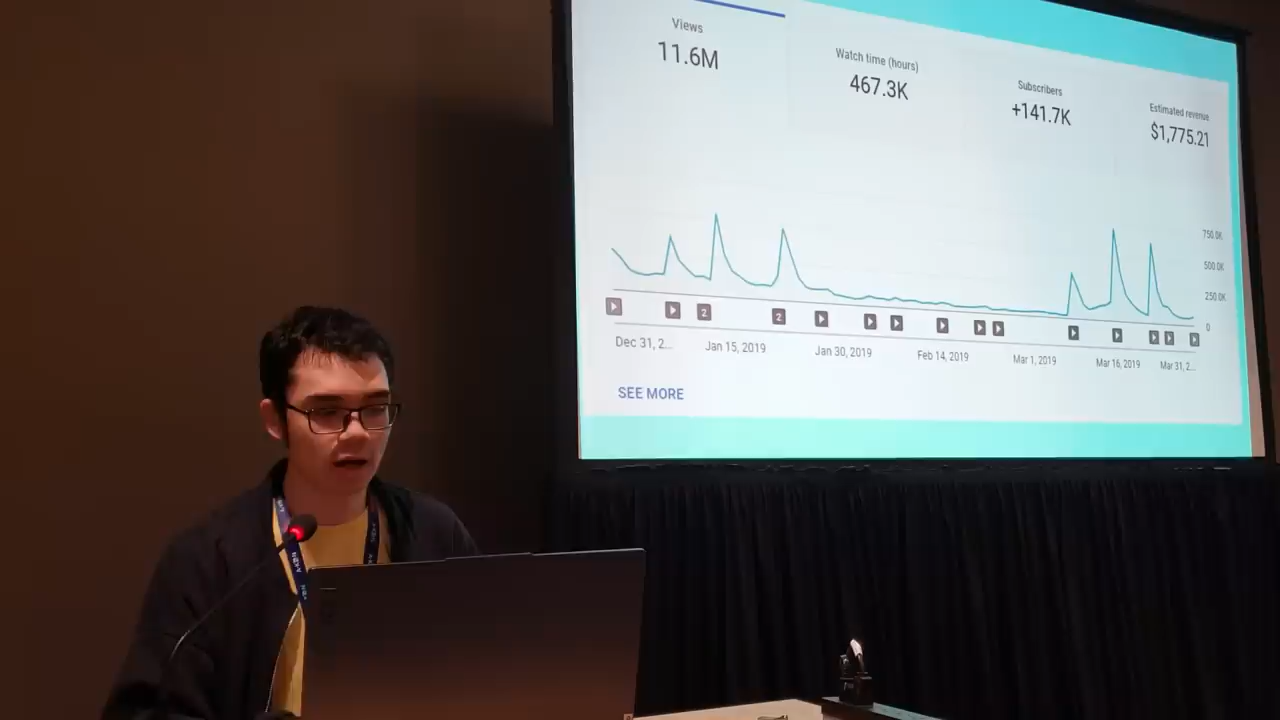 Views
11.6M
Watch time (hours)
467.3K
Subscribers
+141.7K
Estimated revenue
$1,775.21
750.0K
500.0K
250.0K
0
2
2
Dec 31, 2...
Jan 15, 2019
Jan 30, 2019
Feb 14, 2019
Mar 1, 2019
Mar 16, 2019
Mar 31, 2...
SEE MORE